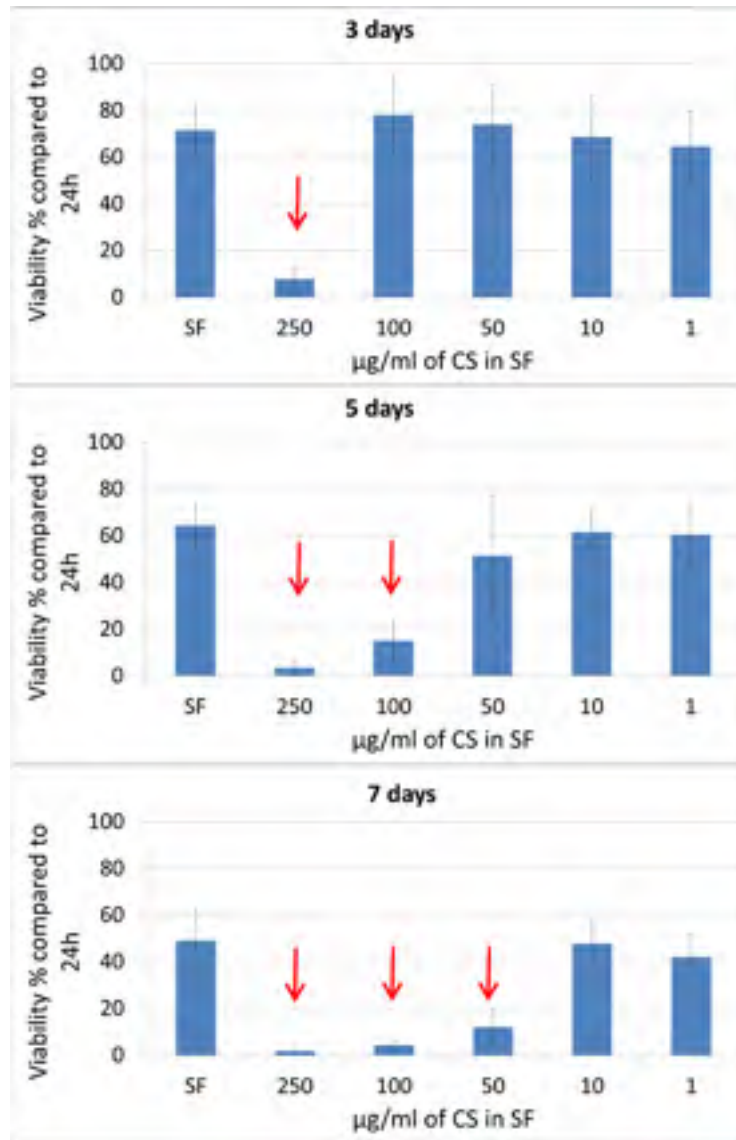 3 days
Viability % compared to
24h
100
80
60
40
20
0
SF 250 100 50 10 1
µg/ml of CS in SF
5 days
Viability % compared to
24h
100
80
60
40
20
0
SF 250 100 50 10 1
µg/ml of CS in SF
7 days
Viability % compared to
24h
100
80
60
40
20
0
SF 250 100 50 10 1
µg/ml of CS in SF